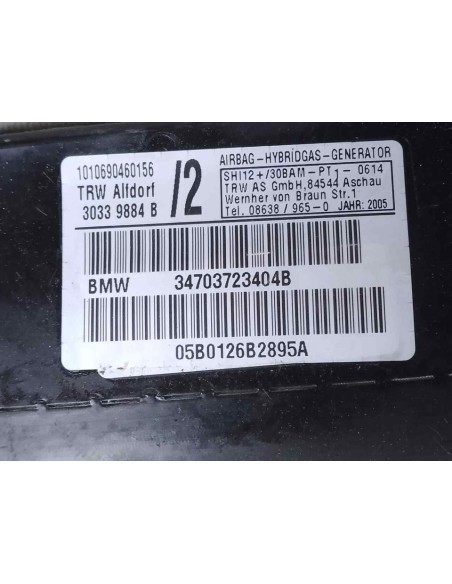 1010690460156
TRW Alfdorf
3033 9884 B
/2
AIRBAG-HYBRIDGAS-GENERATOR
SHI12+/30BAM-PT1-0614
TRW AS GmbH,84544 Aschau
Wernher von Braun Str.1
Tel. 08638/965-0 JAHR:2005
BMW 34703723404B
05B0126B2895A